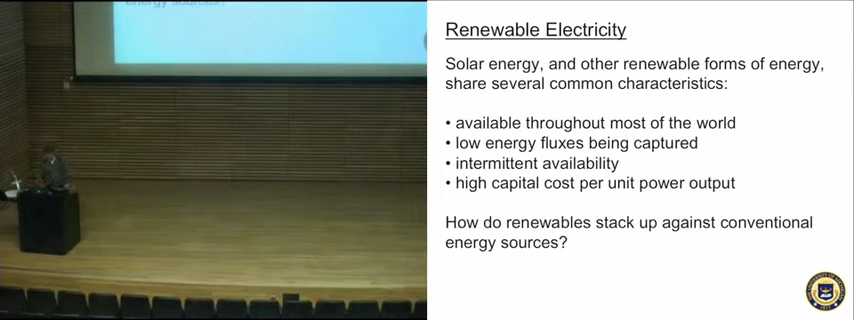 energy sources?
Renewable Electricity
Solar energy, and other renewable forms of energy,
share several common characteristics:
• available throughout most of the world
• low energy fluxes being captured
• intermittent availability
• high capital cost per unit power output
How do renewables stack up against conventional
energy sources?